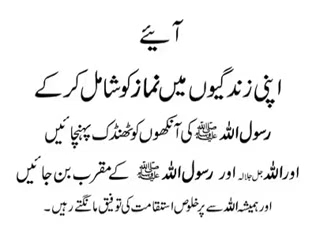 آیئے
اپنی زندگیوں میں نماز کو شامل کر کے
رسول اللہ ﷺ کی آنکھوں کو ٹھنڈک پہنچائیں
اور اللہ جل جلالہ اور رسول اللہ ﷺ کے مقرب بن جائیں
اور ہمیشہ اللہ سے پر خلوص استقامت کی توفیق مانگتے رہیں ۔